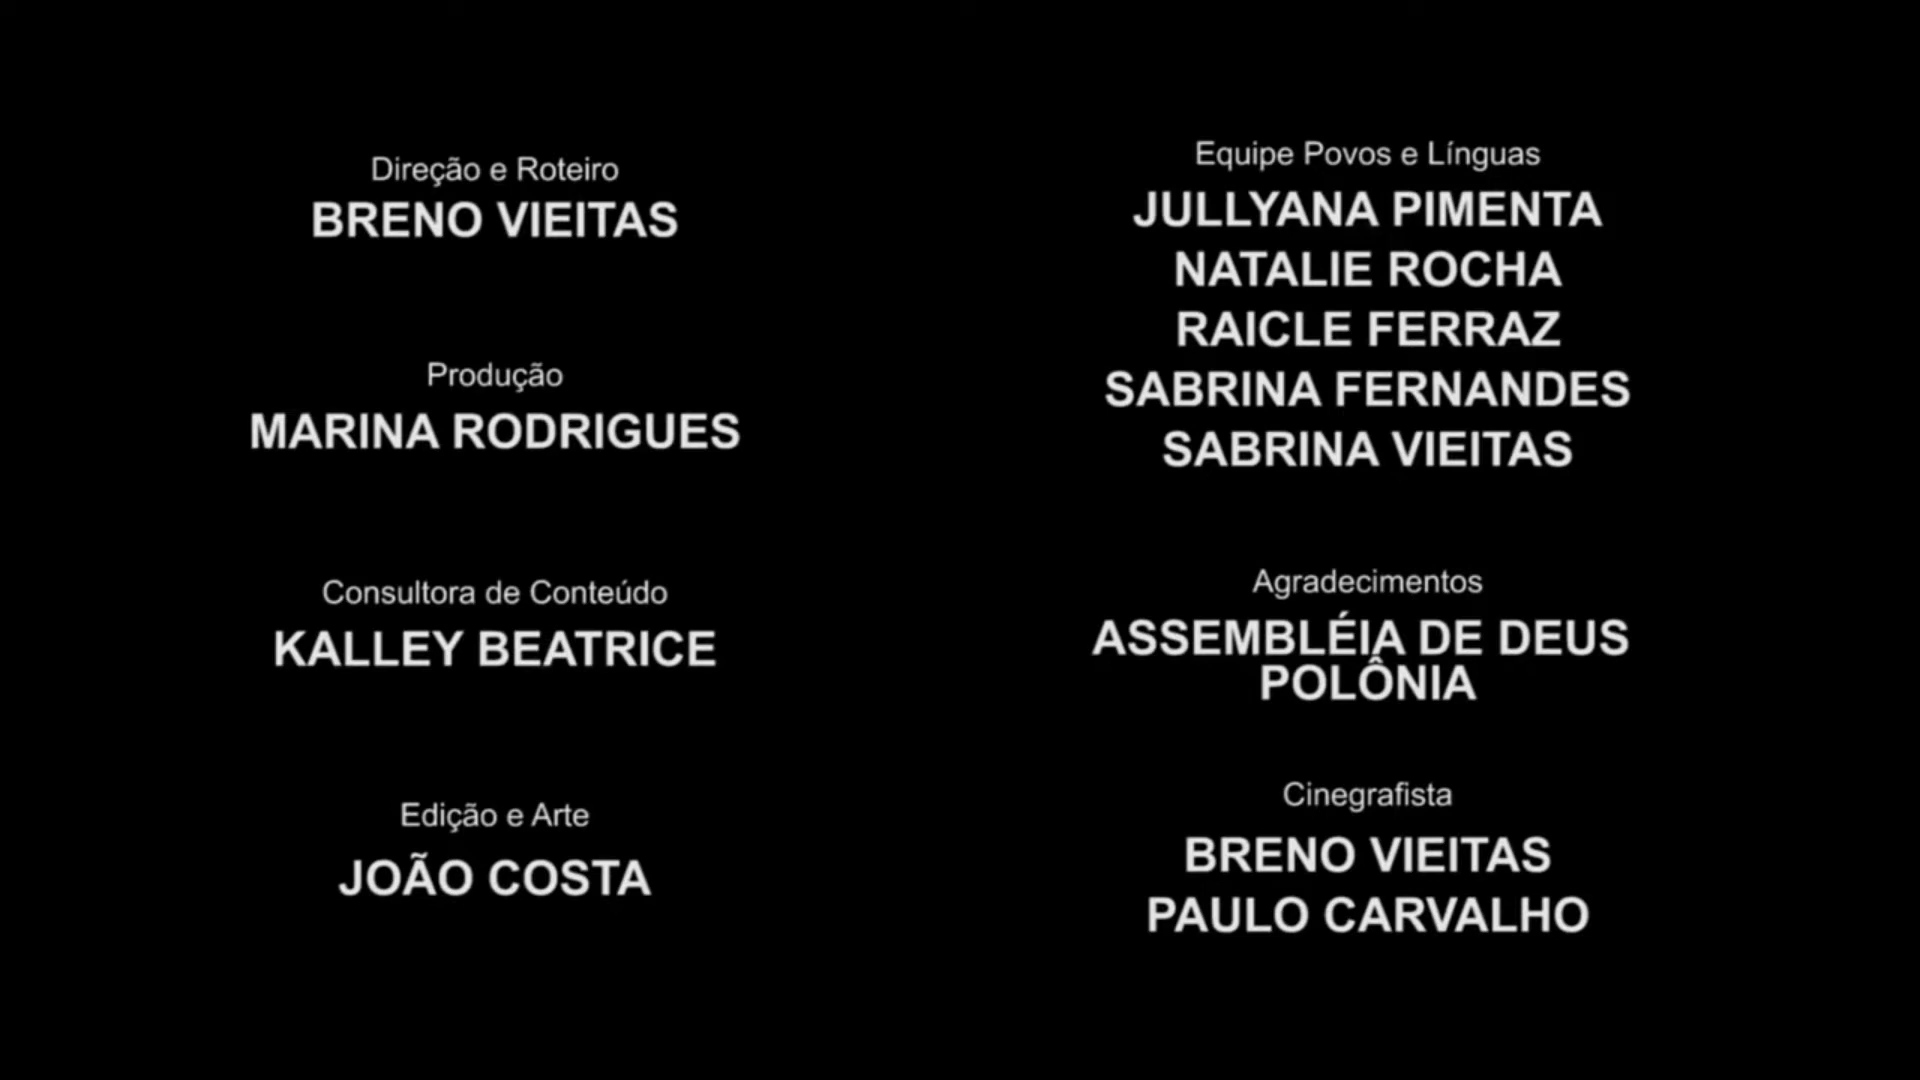 Direção e Roteiro
BRENO VIEITAS
Produção
MARINA RODRIGUES
Consultora de Conteúdo
KALLEY BEATRICE
Edição e Arte
JOÃO COSTA
Equipe Povos e Línguas
JULLYANA PIMENTA
NATALIE ROCHA
RAICLE FERRAZ
SABRINA FERNANDES
SABRINA VIEITAS
Agradecimentos
ASSEMBLÉIA DE DEUS
POLÔNIA
Cinegrafista
BRENO VIEITAS
PAULO CARVALHO